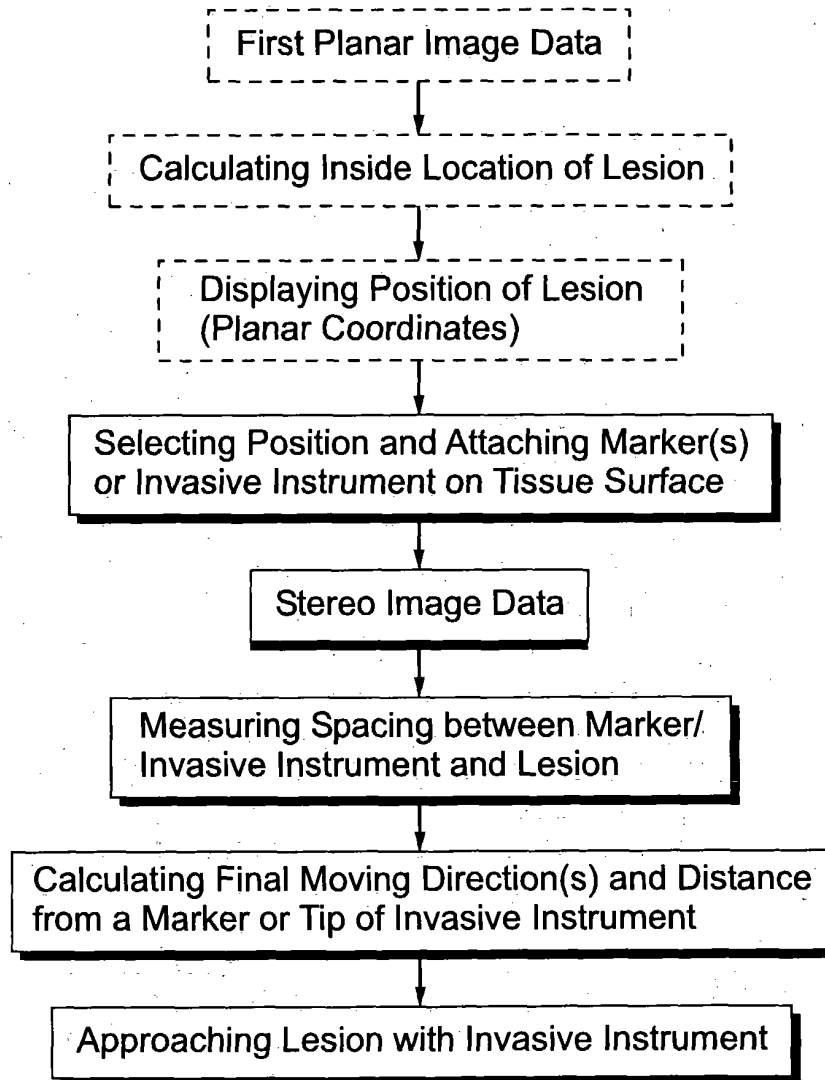 First Planar Image Data
Calculating Inside Location of Lesion
Displaying Position of Lesion
(Planar Coordinates)
Selecting Position and Attaching Marker(s)
or Invasive Instrument on Tissue Surface
Stereo Image Data
Measuring Spacing between Marker/
Invasive Instrument and Lesion
Calculating Final Moving Direction(s) and Distance
from a Marker or Tip of Invasive Instrument
Approaching Lesion with Invasive Instrument